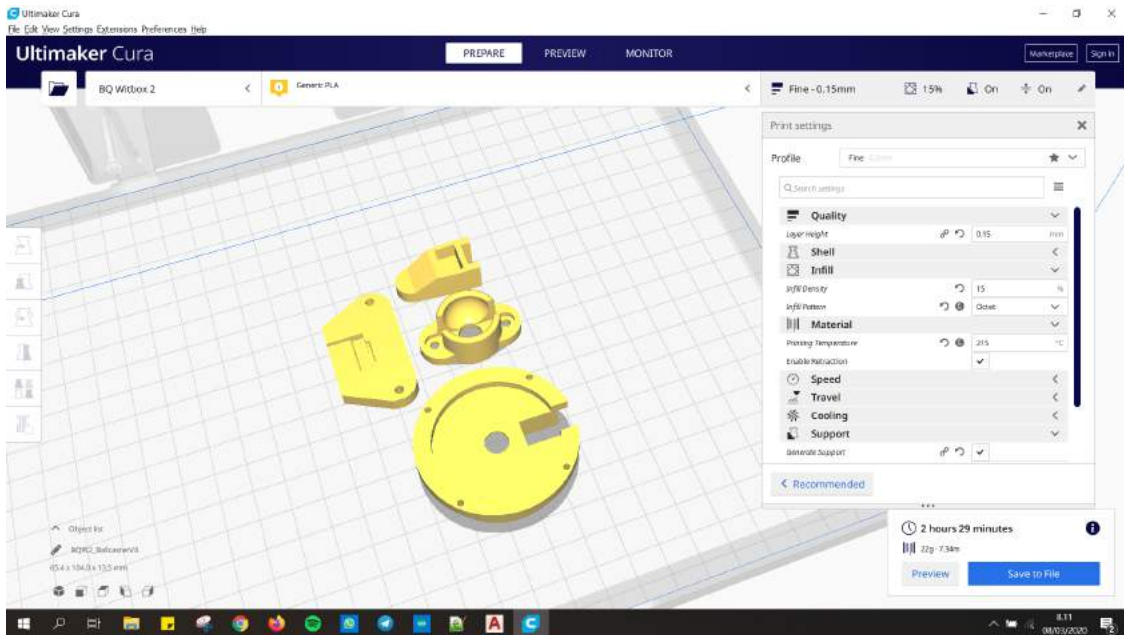 Ultimaker Cura
File Edit View Settings Extensions Preferences Help
Ultimaker Cura
PREPARE PREVIEW MONITOR
Marketplace Sign in
BQ Witbox 2
Generic PLA
Fine - 0.15mm 15% On On
Print settings
Profile Fine
Search settings
Quality
Layer Height 0.15 mm
Shell
Infill
Infill Density 15 %
Infill Pattern Octet
Material
Printing Temperature 215 °C
Enable Retraction
Speed
Travel
Cooling
Support
Generate Support
Recommended
2 hours 29 minutes
22g · 7.34m
Preview Save to File
Object list
8.11
08/03/2020